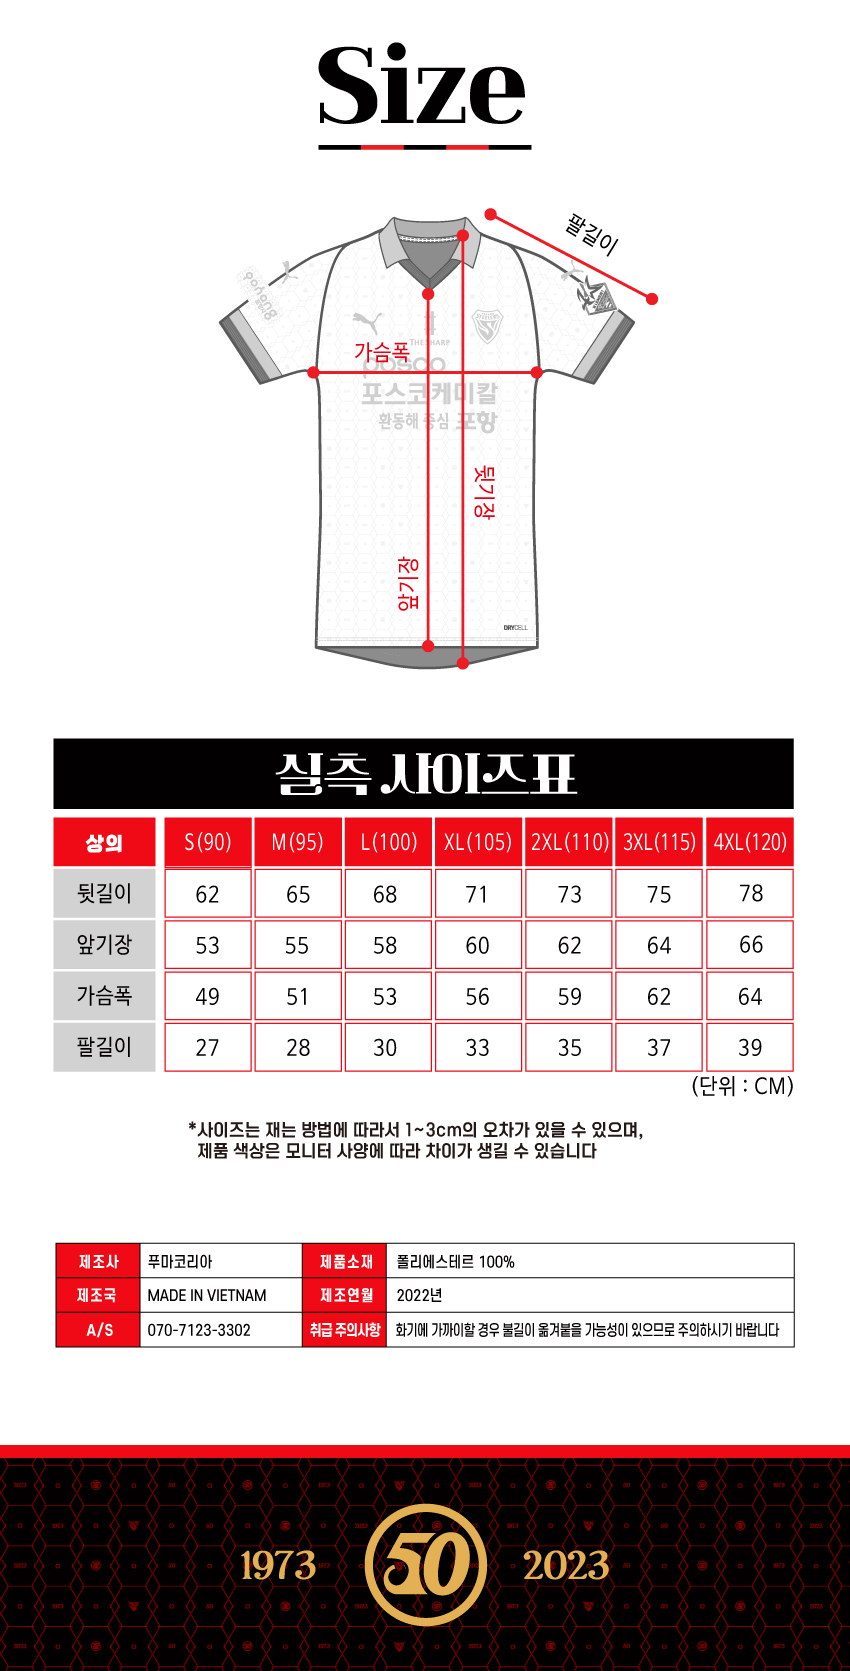 Size
팔길이
THE SHARP
가슴폭
posco
포스코케미칼
환동해 중심 포항
뒷기장
앞기장
DRYCELL
실측 사이즈표
상의 S(90) M(95) L(100) XL(105) 2XL(110) 3XL(115) 4XL(120)
뒷길이 62 65 68 71 73 75 78
앞기장 53 55 58 60 62 64 66
가슴폭 49 51 53 56 59 62 64
팔길이 27 28 30 33 35 37 39
(단위 : CM)
*사이즈는 재는 방법에 따라서 1~3cm의 오차가 있을 수 있으며,
제품 색상은 모니터 사양에 따라 차이가 생길 수 있습니다
제조사 푸마코리아 제품소재 폴리에스테르 100%
제조국 MADE IN VIETNAM 제조연월 2022년
A/S 070-7123-3302 취급 주의사항 화기에 가까이할 경우 불길이 옮겨붙을 가능성이 있으므로 주의하시기 바랍니다
1973 50 2023